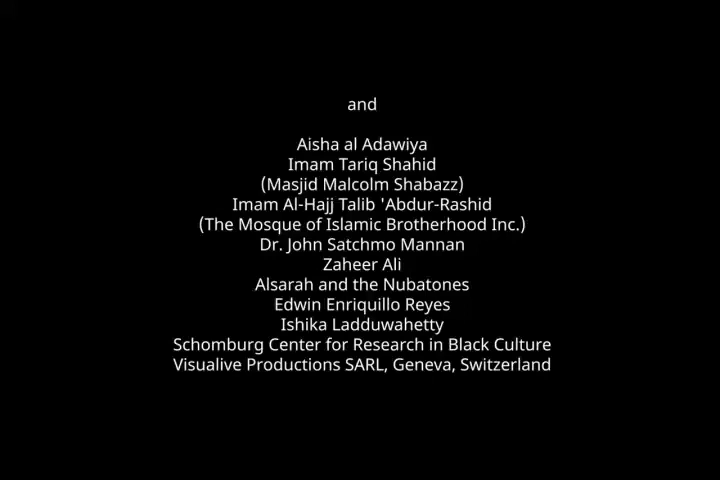 and
Aisha al Adawiya
Imam Tariq Shahid
(Masjid Malcolm Shabazz)
Imam Al-Hajj Talib 'Abdur-Rashid
(The Mosque of Islamic Brotherhood Inc.)
Dr. John Satchmo Mannan
Zaheer Ali
Alsarah and the Nubatones
Edwin Enriquillo Reyes
Ishika Ladduwahetty
Schomburg Center for Research in Black Culture
Visualive Productions SARL, Geneva, Switzerland